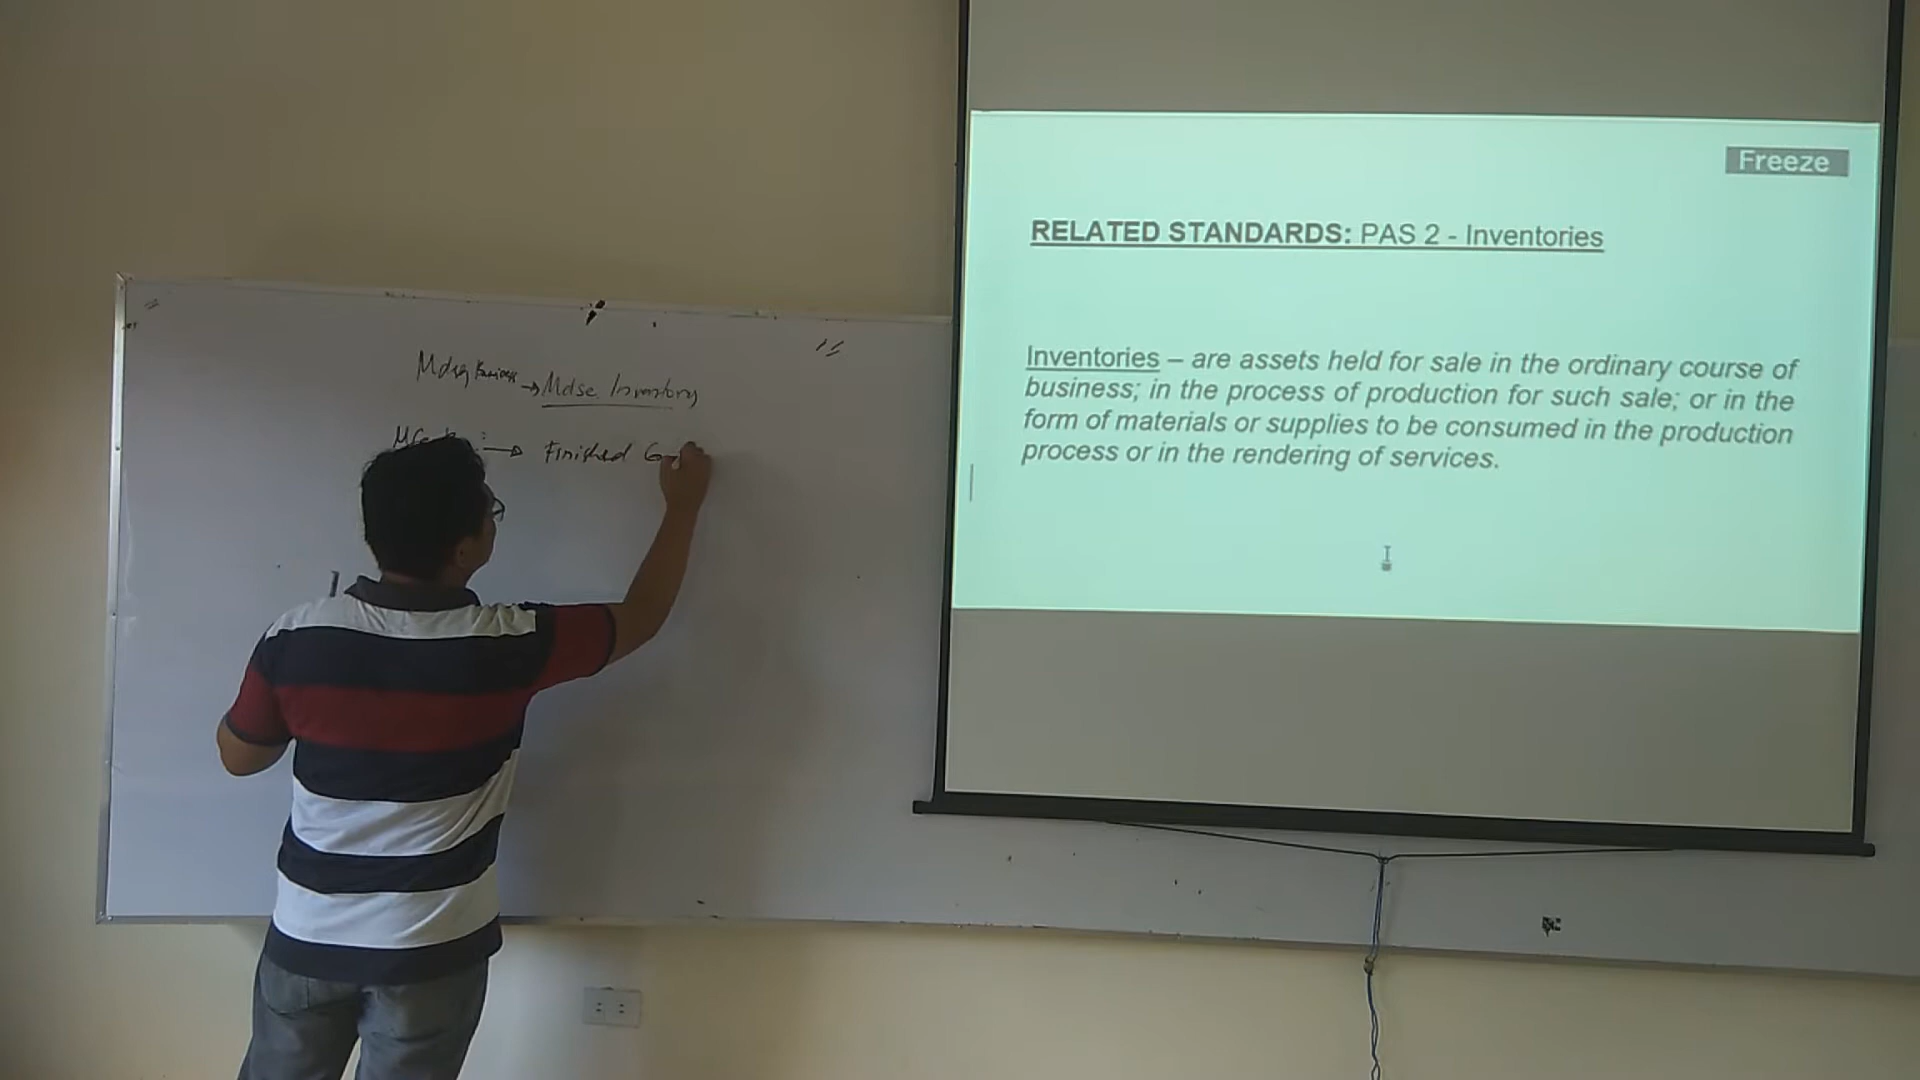 Mdsg Business → Mdse. Inventory
→ Finished
Freeze
RELATED STANDARDS: PAS 2 - Inventories
Inventories – are assets held for sale in the ordinary course of
business; in the process of production for such sale; or in the
form of materials or supplies to be consumed in the production
process or in the rendering of services.